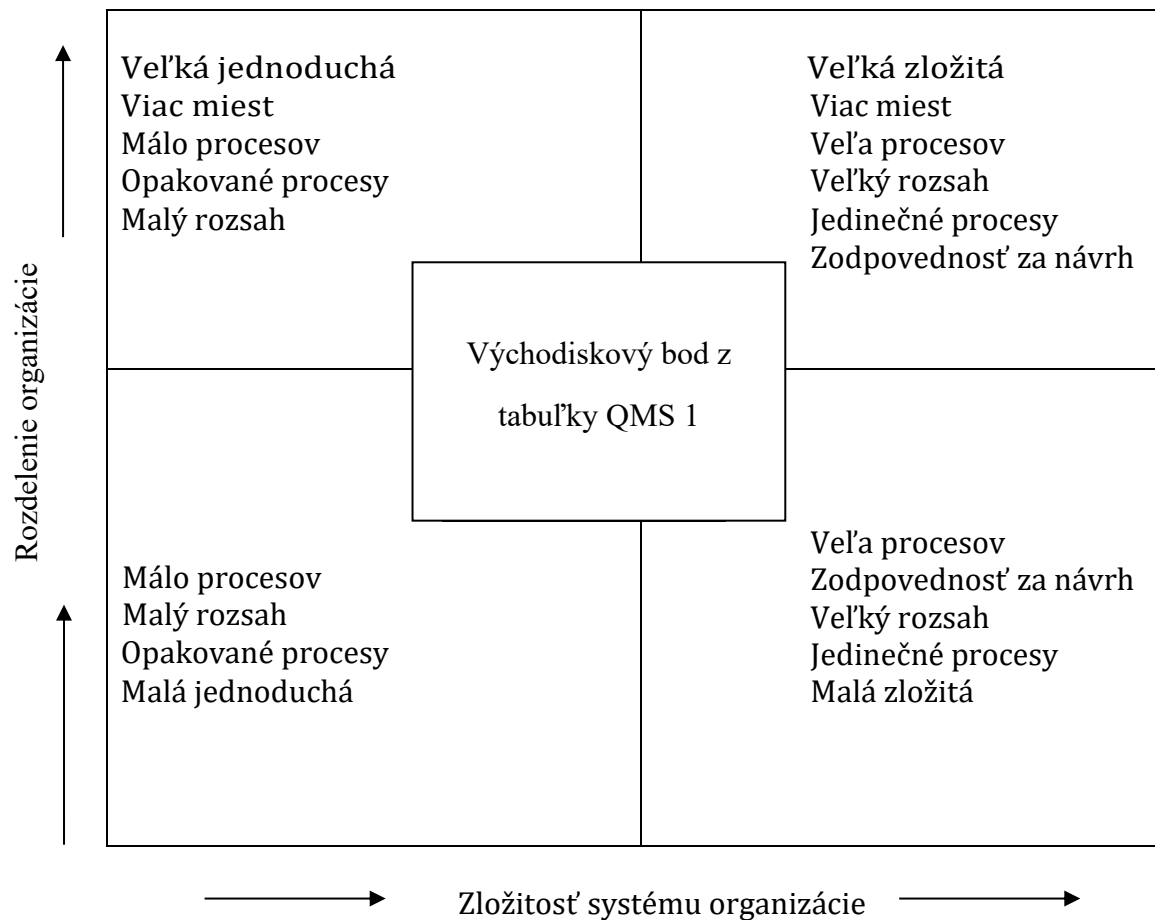 Veľká jednoduchá
Viac miest
Málo procesov
Opakované procesy
Malý rozsah
Veľká zložitá
Viac miest
Veľa procesov
Veľký rozsah
Jedinečné procesy
Zodpovednosť za návrh
Východiskový bod z
tabuľky QMS 1
Rozdelenie organizácie
Málo procesov
Malý rozsah
Opakované procesy
Malá jednoduchá
Veľa procesov
Zodpovednosť za návrh
Veľký rozsah
Jedinečné procesy
Malá zložitá
Zložitosť systému organizácie